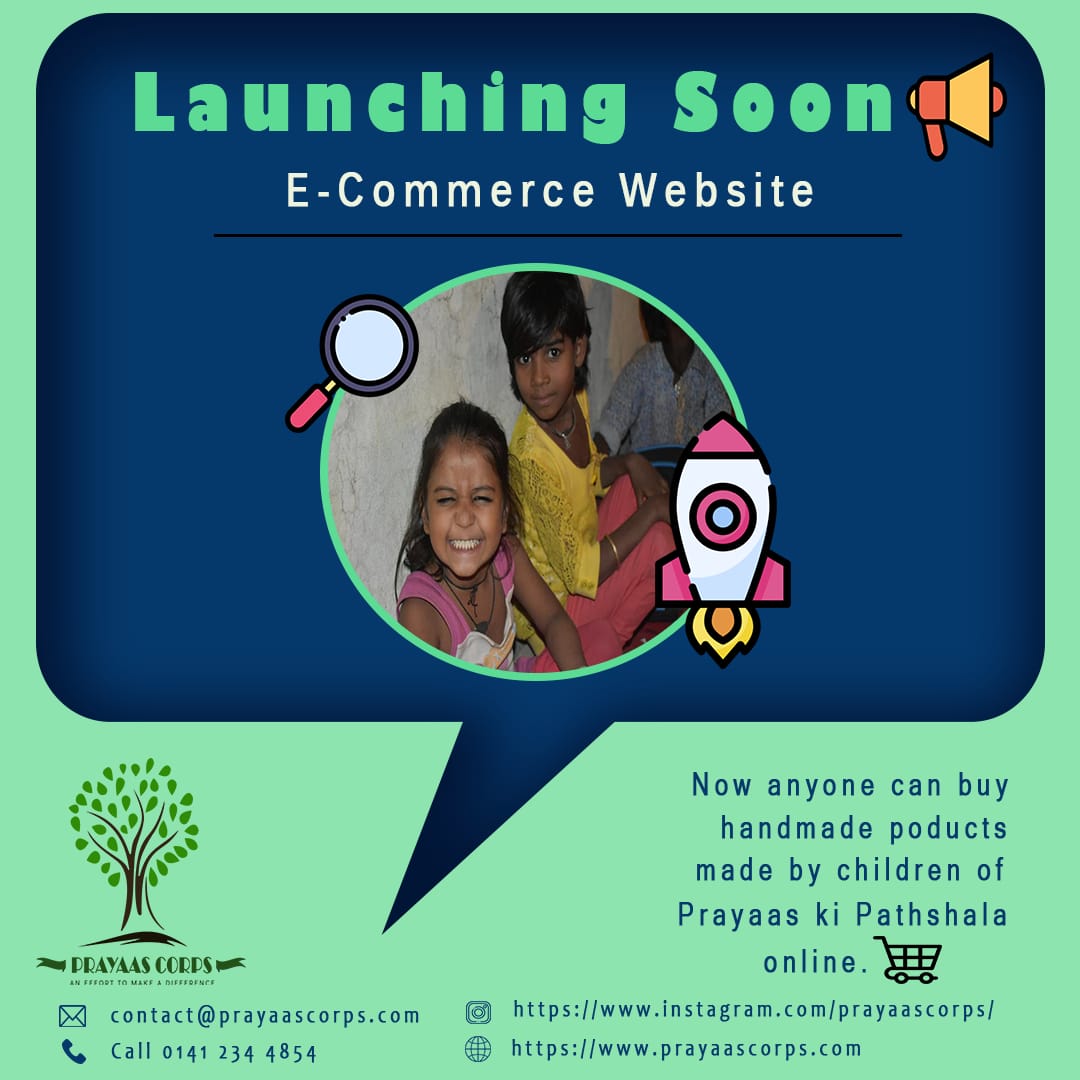 Launching Soon
E-Commerce Website
Now anyone can buy
handmade poducts
made by children of
Prayaas ki Pathshala
online.
PRAYAAS CORPS
AN EFFORT TO MAKE A DIFFERENCE
contact@prayaascorps.com
Call 0141 234 4854
https://www.instagram.com/prayaascorps/
https://www.prayaascorps.com